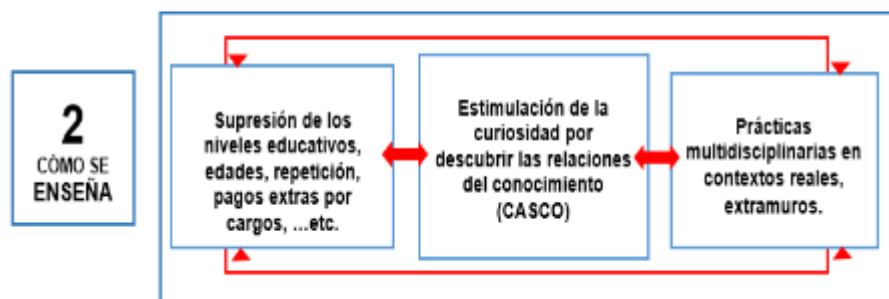 2
CÓMO SE
ENSEÑA
Supresión de los
niveles educativos,
edades, repetición,
pagos extras por
cargos, ...etc.
Estimulación de la
curiosidad por
descubrir las relaciones
del conocimiento
(CASCO)
Prácticas
multidisciplinarias en
contextos reales,
extramuros.